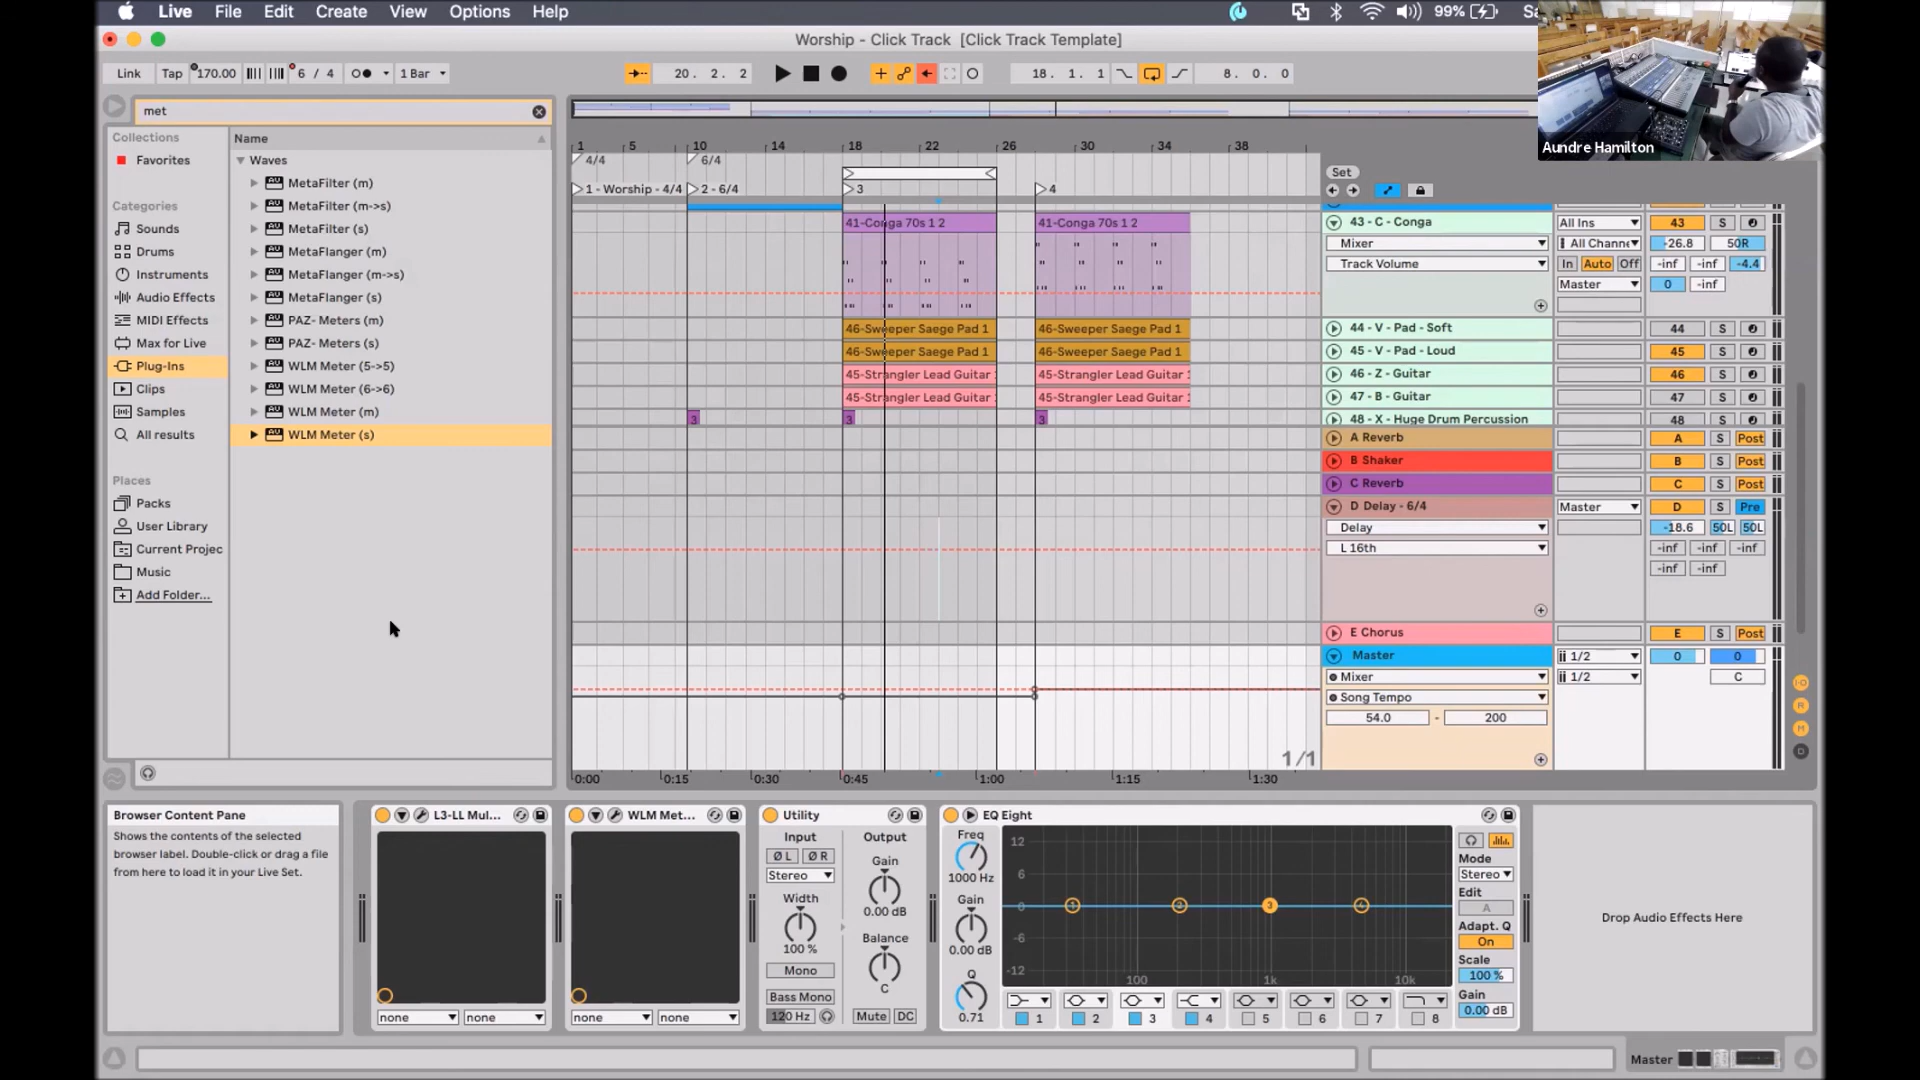 Live File Edit Create View Options Help 99%
Worship - Click Track [Click Track Template]
Link Tap 170.00 6 / 4 1 Bar 20. 2. 2 18. 1. 1 8. 0. 0
Aundre Hamilton
met
Collections
Favorites
Categories
Sounds
Drums
Instruments
Audio Effects
MIDI Effects
Max for Live
Plug-Ins
Clips
Samples
All results
Places
Packs
User Library
Current Projec
Music
Add Folder...
Name
Waves
MetaFilter (m)
MetaFilter (m->s)
MetaFilter (s)
MetaFlanger (m)
MetaFlanger (m->s)
MetaFlanger (s)
PAZ- Meters (m)
PAZ- Meters (s)
WLM Meter (5->5)
WLM Meter (6->6)
WLM Meter (m)
WLM Meter (s)
1 5 10 14 18 22 26 30 34 38
4/4 6/4
1 - Worship - 4/4 2 - 6/4 3 4
41-Conga 70s 1 2 41-Conga 70s 1 2
46-Sweeper Saege Pad 1 46-Sweeper Saege Pad 1
46-Sweeper Saege Pad 1 46-Sweeper Saege Pad 1
45-Strangler Lead Guitar 45-Strangler Lead Guitar
45-Strangler Lead Guitar 45-Strangler Lead Guitar
3 3 3
1/1
0:00 0:15 0:30 0:45 1:00 1:15 1:30
Set
43 - C - Conga All Ins 43 S
Mixer All Channe -26.8 50R
Track Volume In Auto Off -inf -inf -4.4
Master 0 -inf
44 - V - Pad - Soft 44 S
45 - V - Pad - Loud 45 S
46 - Z - Guitar 46 S
47 - B - Guitar 47 S
48 - X - Huge Drum Percussion 48 S
A Reverb A S Post
B Shaker B S Post
C Reverb C S Post
D Delay - 6/4 Master D S Pre
Delay -18.6 50L 50L
L 16th -inf -inf -inf
-inf -inf
E Chorus E S Post
Master 1/2 0 0
Mixer 1/2 C
Song Tempo
54.0 - 200
Browser Content Pane
Shows the contents of the selected
browser label. Double-click or drag a file
from here to load it in your Live Set.
L3-LL Mul...
none none
WLM Met...
none none
Utility
Input Output
Ø L Ø R Gain
Stereo
Width 0.00 dB
100 % Balance
Mono
Bass Mono C
120 Hz Mute DC
EQ Eight
Freq
1000 Hz
Gain
0.00 dB
Q
0.71
12
6
0
-6
-12
100 1k 10k
1 2 3 4 5 6 7 8
Mode
Stereo
Edit
A
Adapt. Q
On
Scale
100 %
Gain
0.00 dB
Drop Audio Effects Here
Master